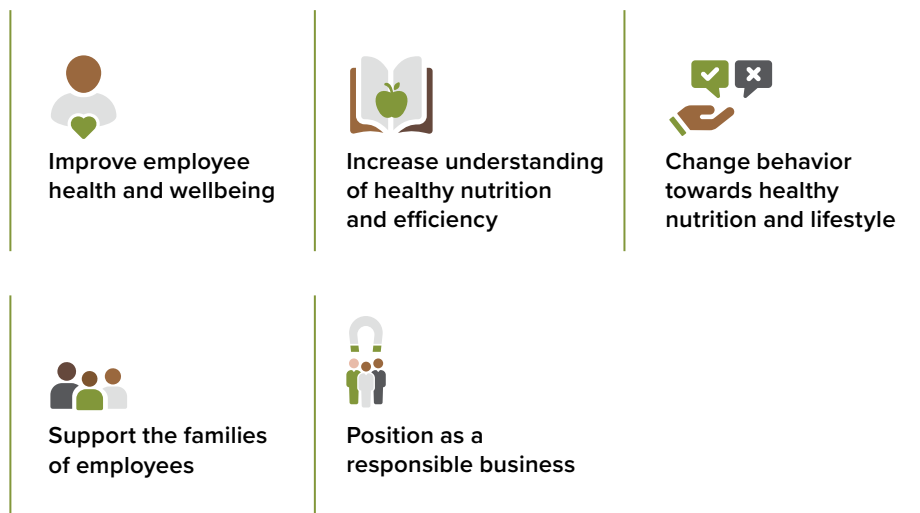 Improve employee
health and wellbeing
Increase understanding
of healthy nutrition
and efficiency
Change behavior
towards healthy
nutrition and lifestyle
Support the families
of employees
Position as a
responsible business